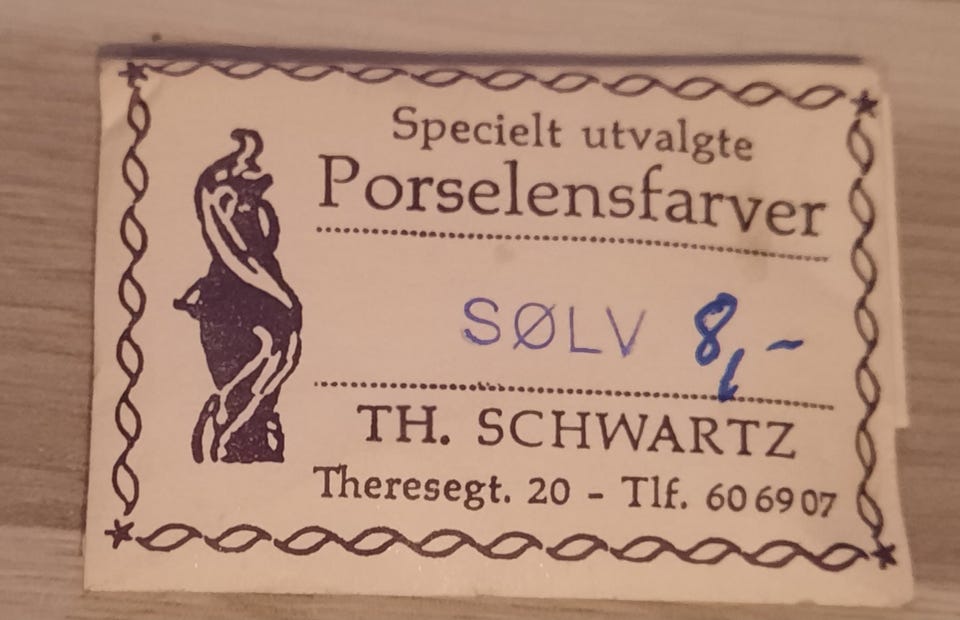 Specielt utvalgte
Porselensfarver
SØLV 8,-
TH. SCHWARTZ
Theresegt. 20 - Tlf. 60 69 07